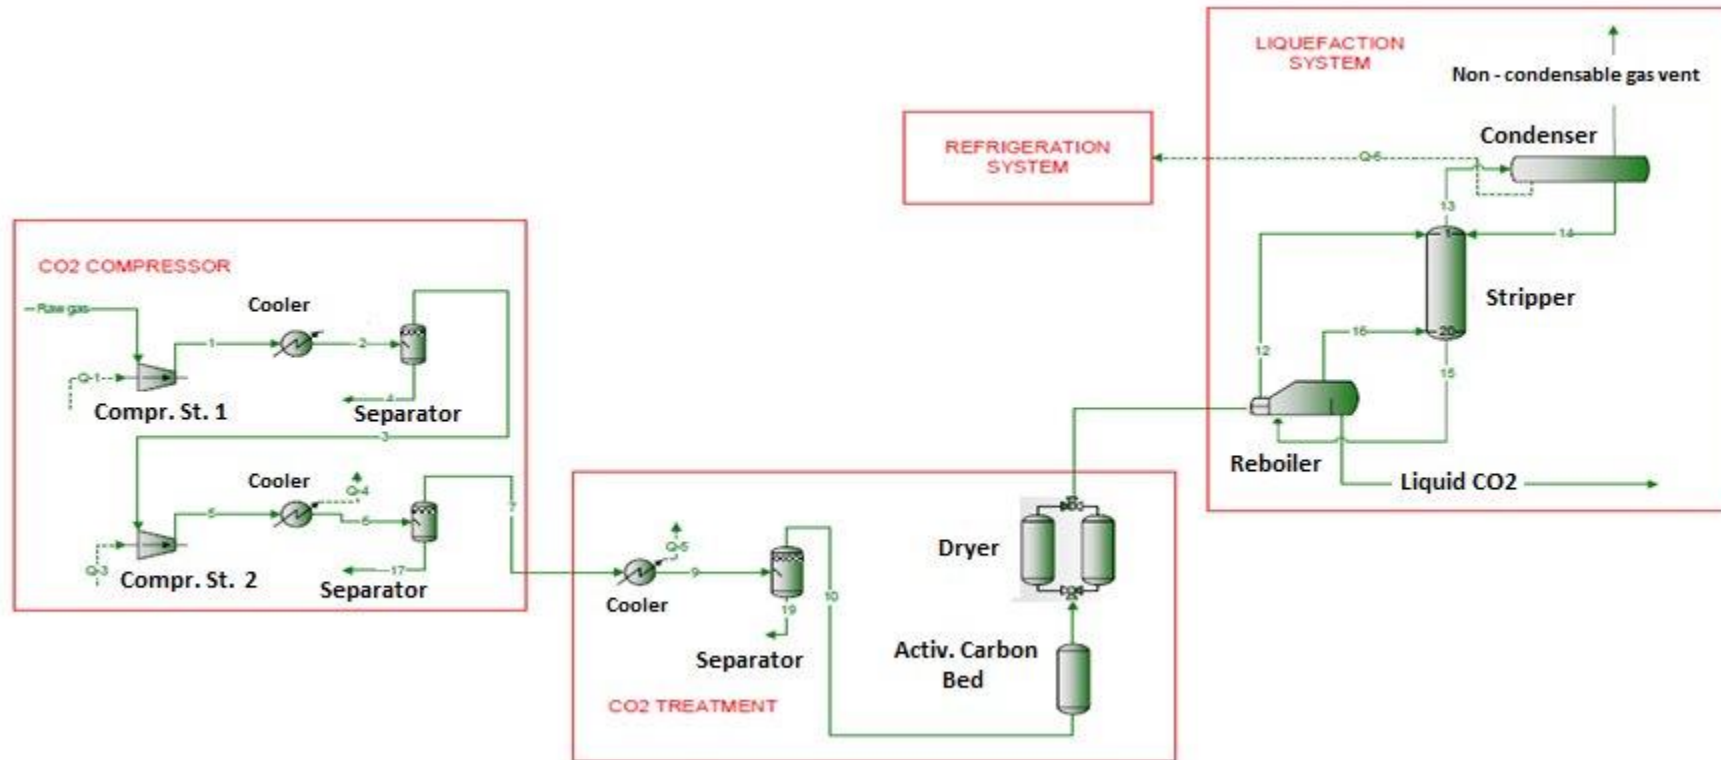 LIQUEFACTION
SYSTEM
Non - condensable gas vent
Condenser
REFRIGERATION
SYSTEM
Q-6
13
14
1
CO2 COMPRESSOR
Raw gas
Cooler
Stripper
1
2
16
20
12
15
Q-1
4
Compr. St. 1
Separator
3
Reboiler
Liquid CO2
Cooler
Q-4
5
6
7
Q-3
17
Compr. St. 2
Separator
Q-5
9
Cooler
19
10
Separator
Dryer
Activ. Carbon
Bed
CO2 TREATMENT